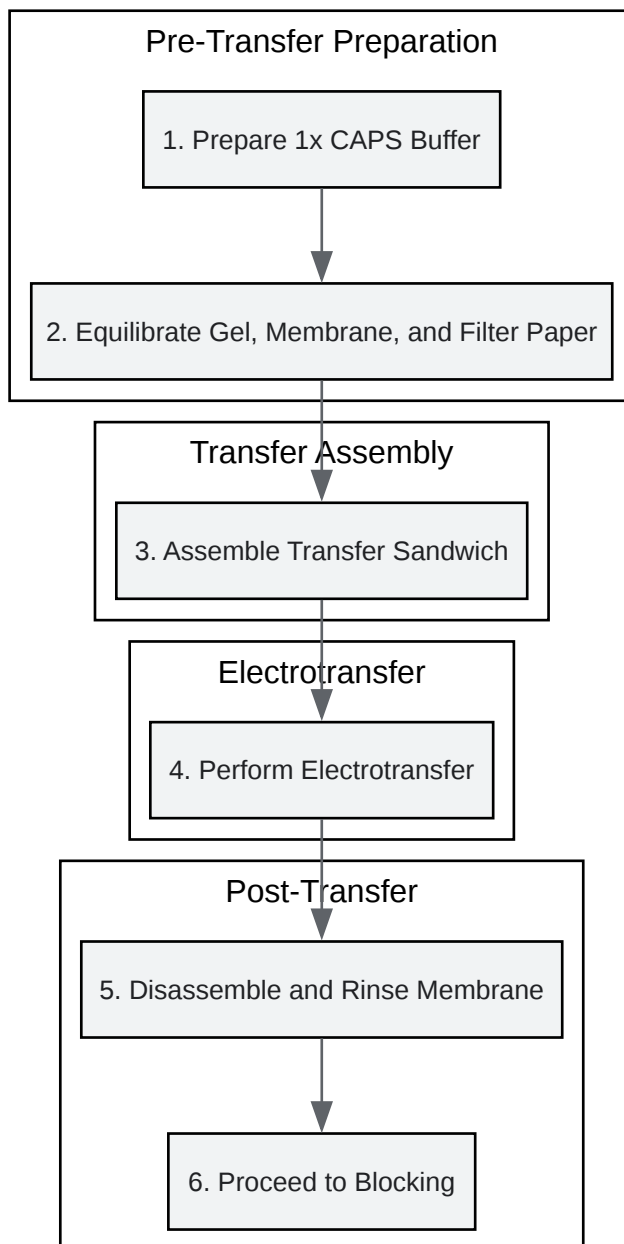 Pre-Transfer Preparation
1. Prepare 1x CAPS Buffer
2. Equilibrate Gel, Membrane, and Filter Paper
Transfer Assembly
3. Assemble Transfer Sandwich
Electrotransfer
4. Perform Electrotransfer
Post-Transfer
5. Disassemble and Rinse Membrane
6. Proceed to Blocking